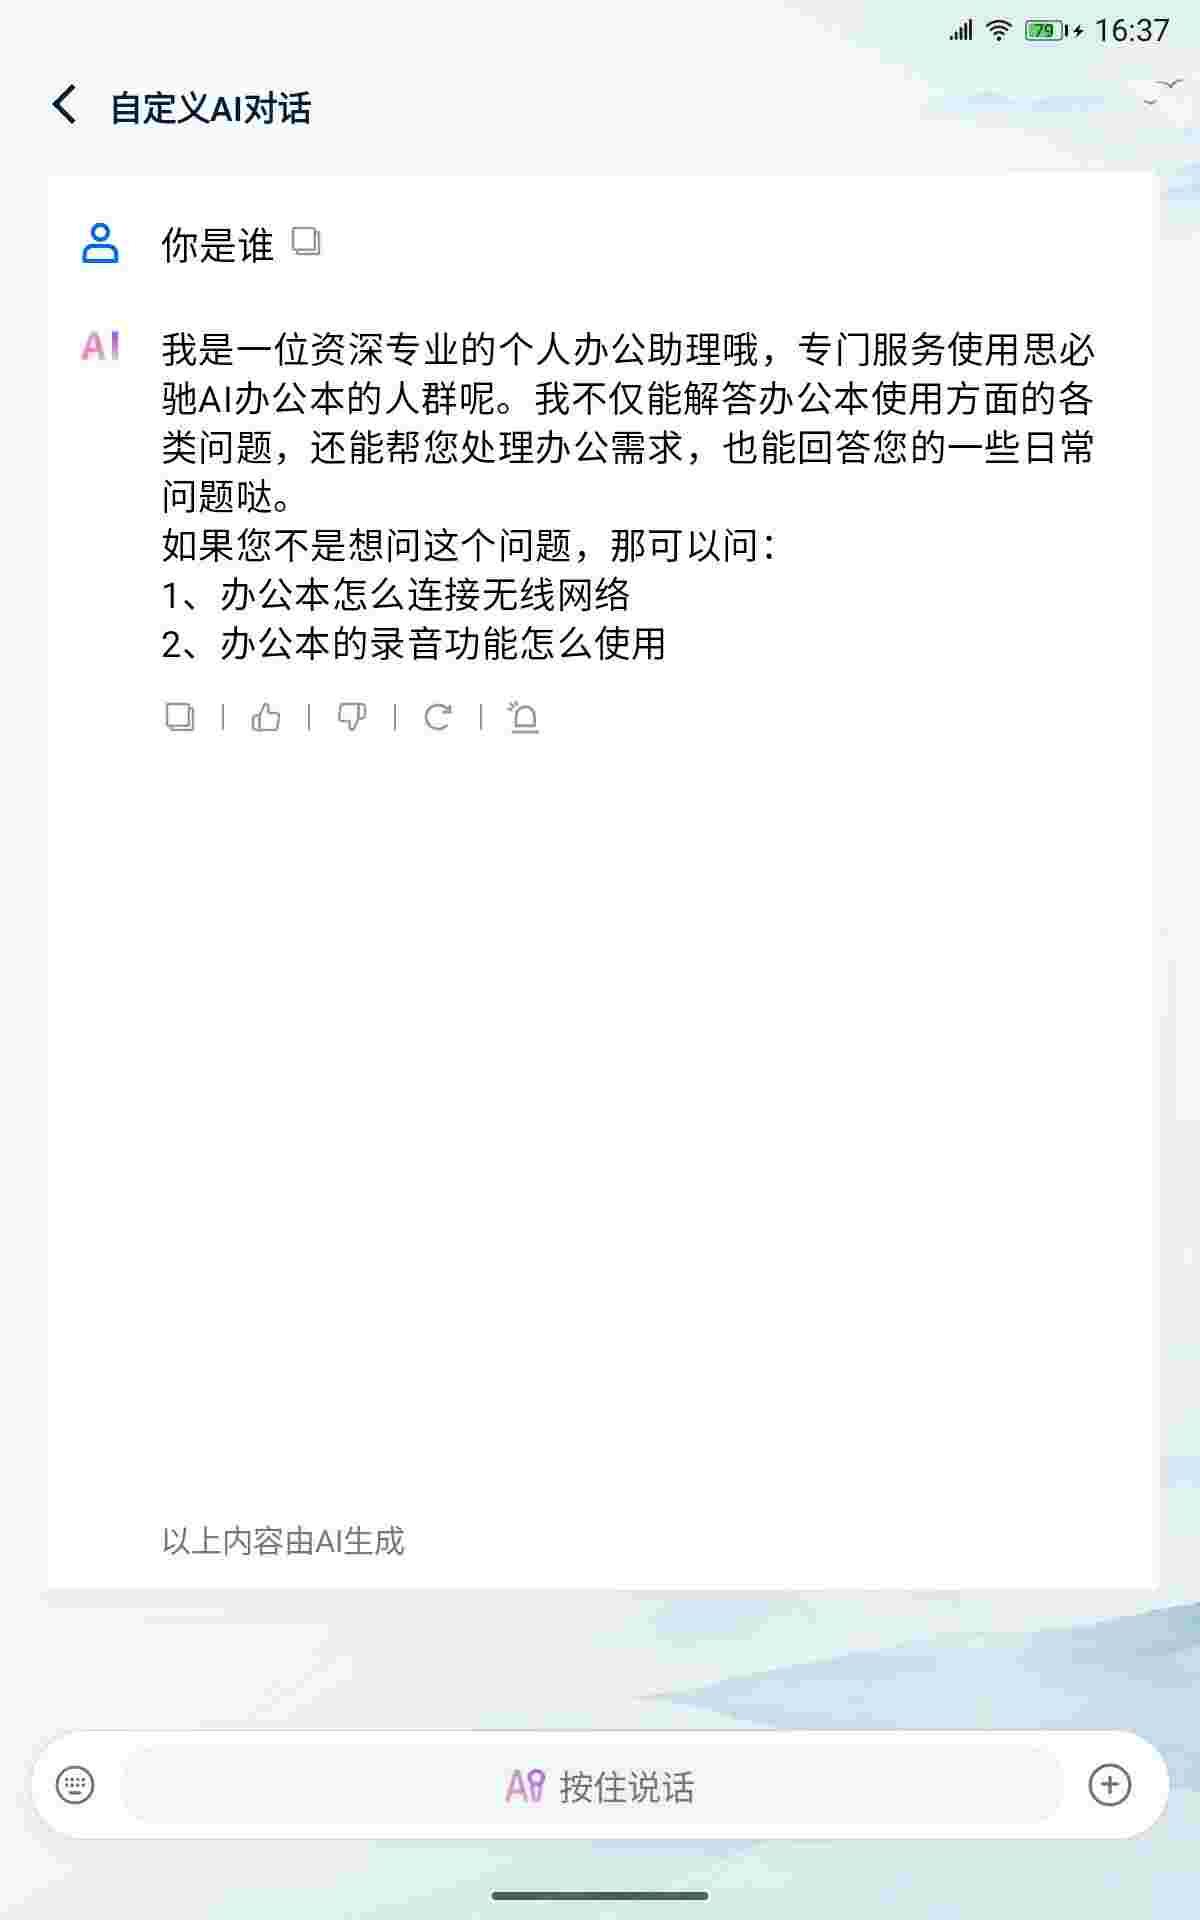 79 16:37
自定义AI对话
你是谁
AI 我是一位资深专业的个人办公助理哦，专门服务使用思必
驰AI办公本的人群呢。我不仅能解答办公本使用方面的各
类问题，还能帮您处理办公需求，也能回答您的一些日常
问题哒。
如果您不是想问这个问题，那可以问：
1、办公本怎么连接无线网络
2、办公本的录音功能怎么使用
以上内容由AI生成
AI 按住说话